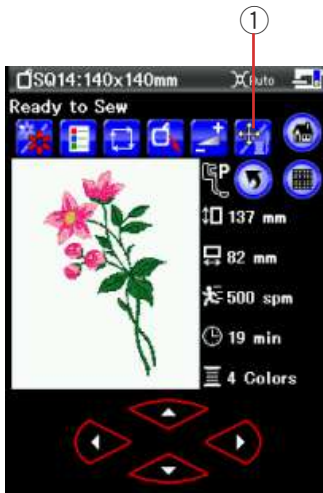 1
SQ14:140x140mm Auto
Ready to Sew
P
137 mm
82 mm
500 spm
19 min
4 Colors